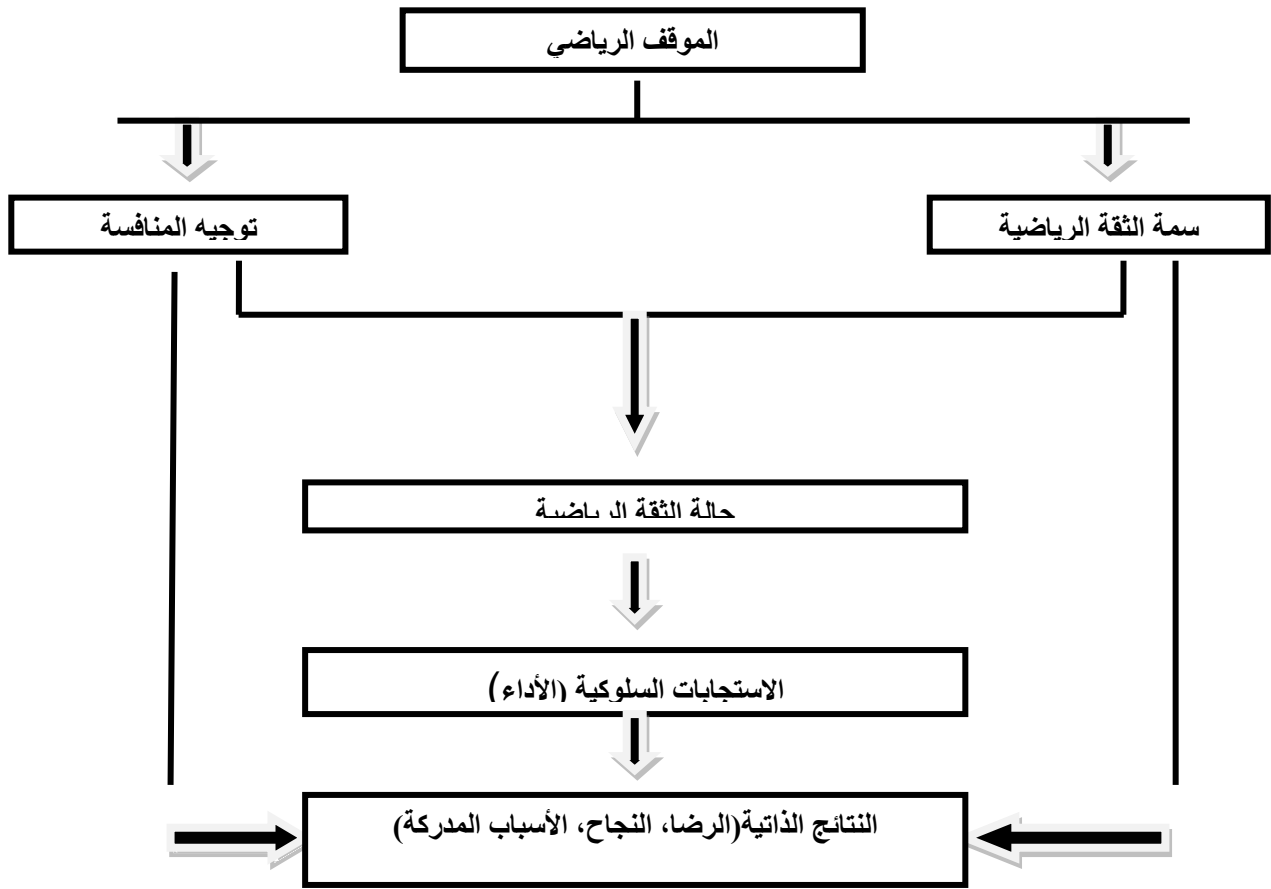 الموقف الرياضي
سمة الثقة الرياضية
توجيه المنافسة
حالة الثقة الرياضية
الاستجابات السلوكية (الأداء)
النتائج الذاتية(الرضا، النجاح، الأسباب المدركة)